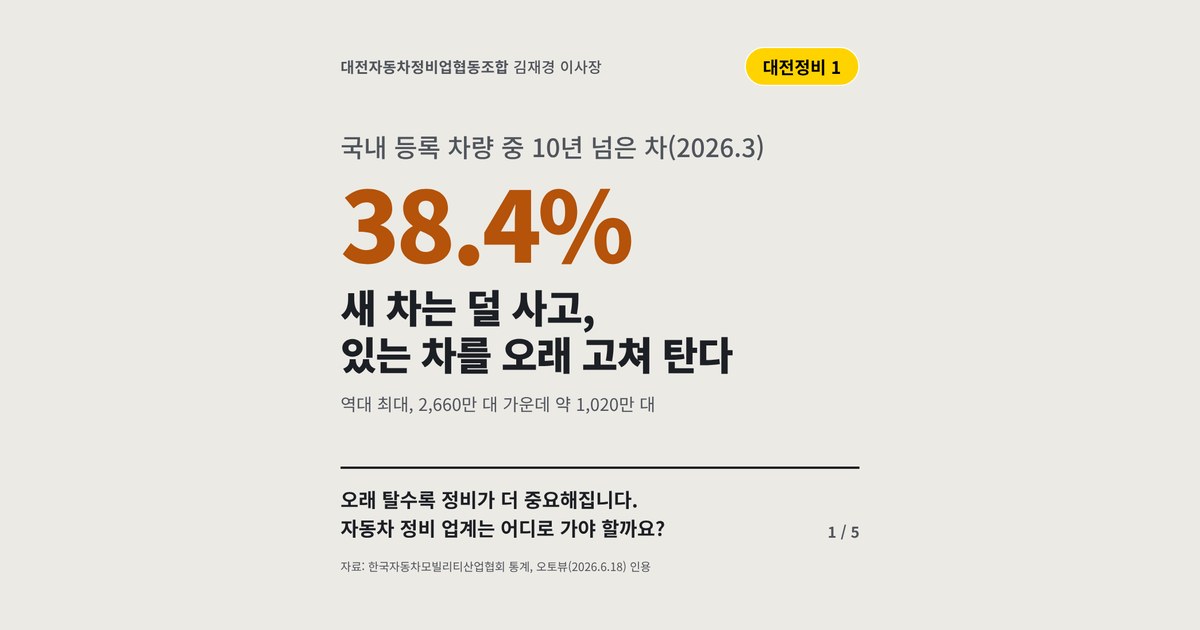 대전자동차정비업협동조합 김재경 이사장
대전정비 1
국내 등록 차량 중 10년 넘은 차(2026.3)
38.4%
새 차는 덜 사고,
있는 차를 오래 고쳐 탄다
역대 최대, 2,660만 대 가운데 약 1,020만 대
오래 탈수록 정비가 더 중요해집니다.
자동차 정비 업계는 어디로 가야 할까요?
1 / 5
자료: 한국자동차모빌리티산업협회 통계, 오토뷰(2026.6.18) 인용